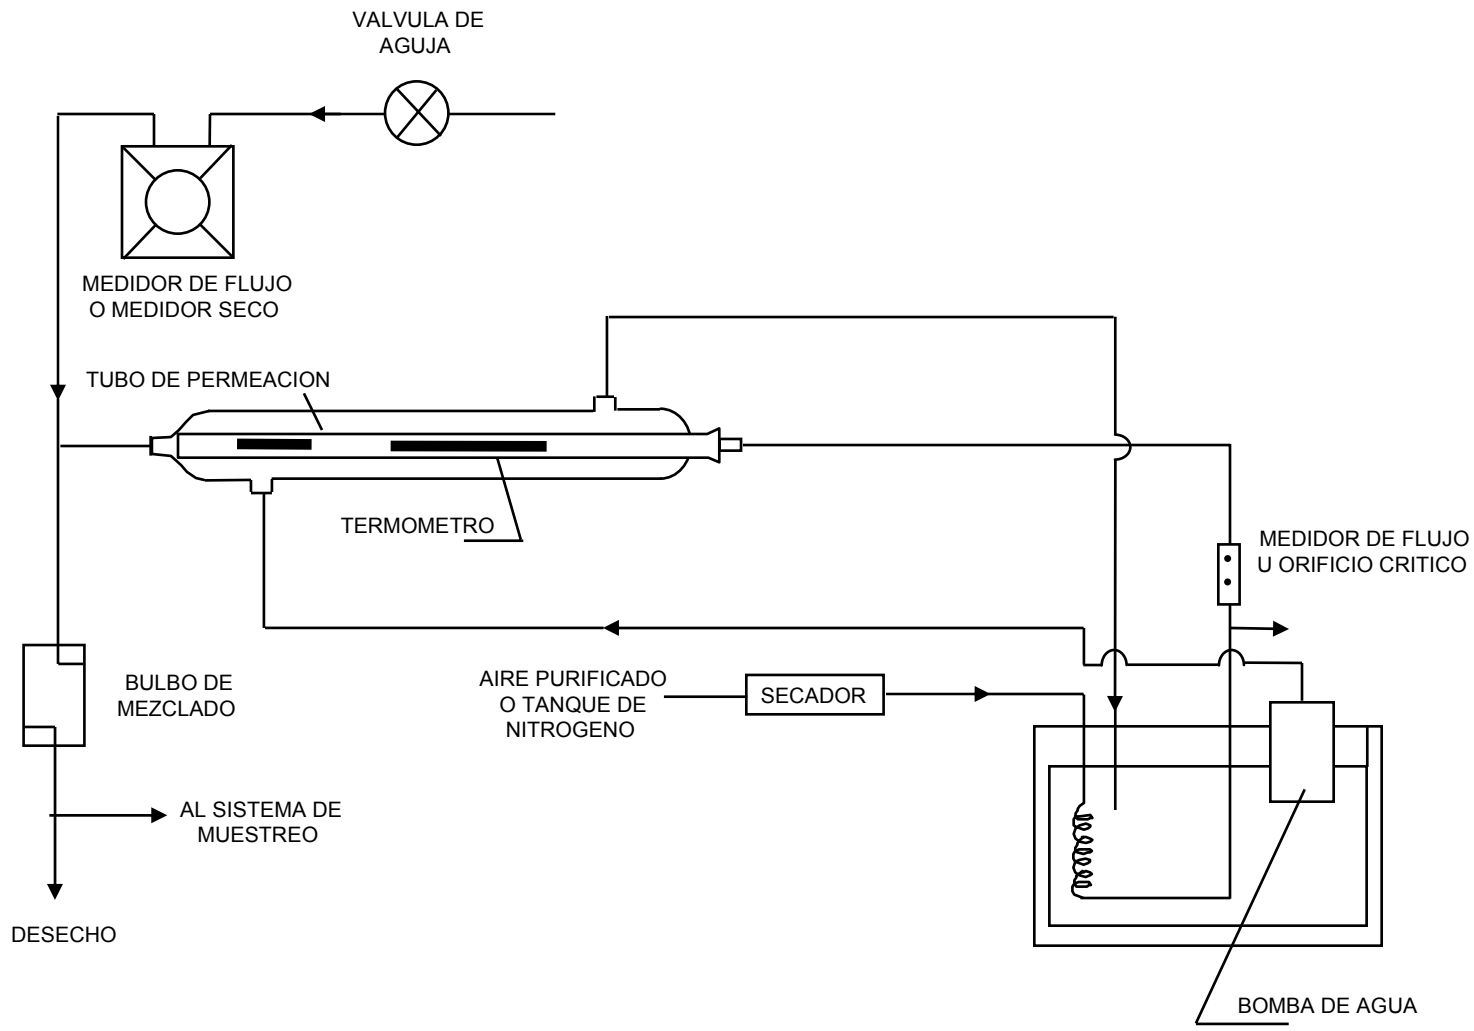 VALVULA DE
AGUJA
MEDIDOR DE FLUJO
O MEDIDOR SECO
TUBO DE PERMEACION
TERMOMETRO
MEDIDOR DE FLUJO
U ORIFICIO CRITICO
AIRE PURIFICADO
O TANQUE DE
NITROGENO
SECADOR
BULBO DE
MEZCLADO
AL SISTEMA DE
MUESTREO
DESECHO
BOMBA DE AGUA